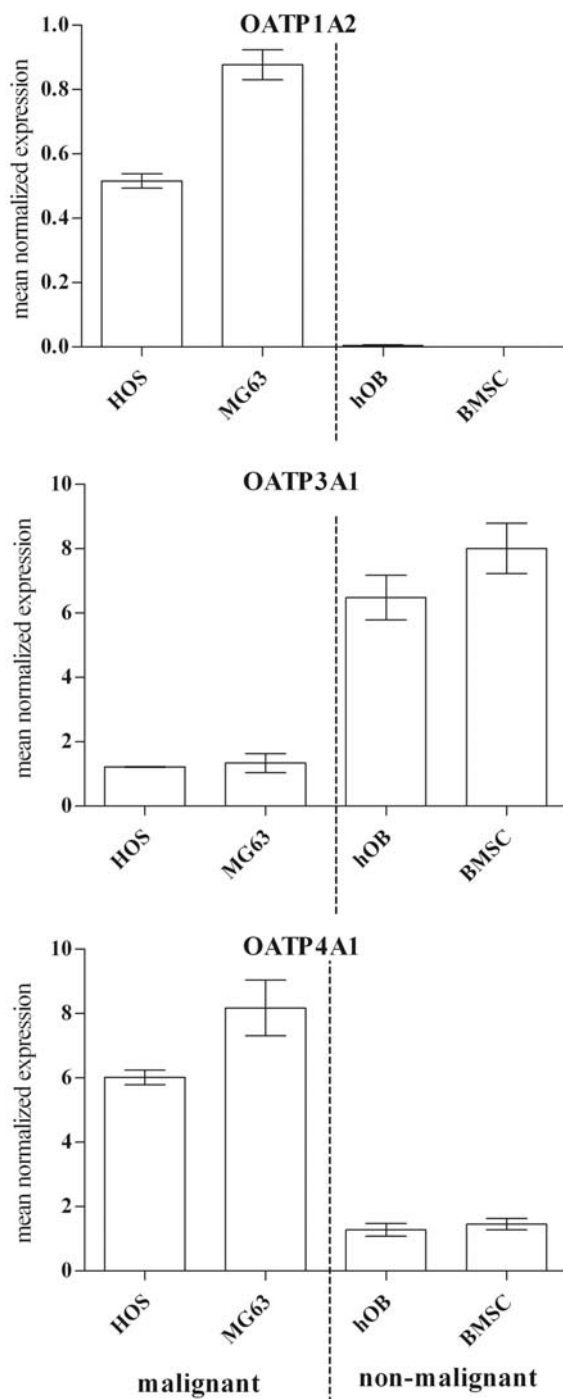 OATP1A2
mean normalized expression
1.0
0.8
0.6
0.4
0.2
0.0
HOS
MG63
hOB
BMSC
OATP3A1
mean normalized expression
10
8
6
4
2
0
HOS
MG63
hOB
BMSC
OATP4A1
mean normalized expression
10
8
6
4
2
0
HOS
MG63
hOB
BMSC
malignant
non-malignant